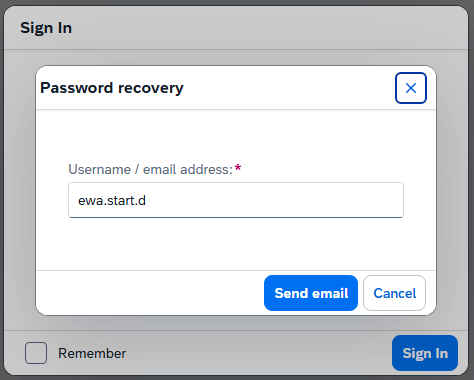 Sign In
Password recovery
Username / email address:*
ewa.start.d
Send email
Cancel
Remember
Sign In